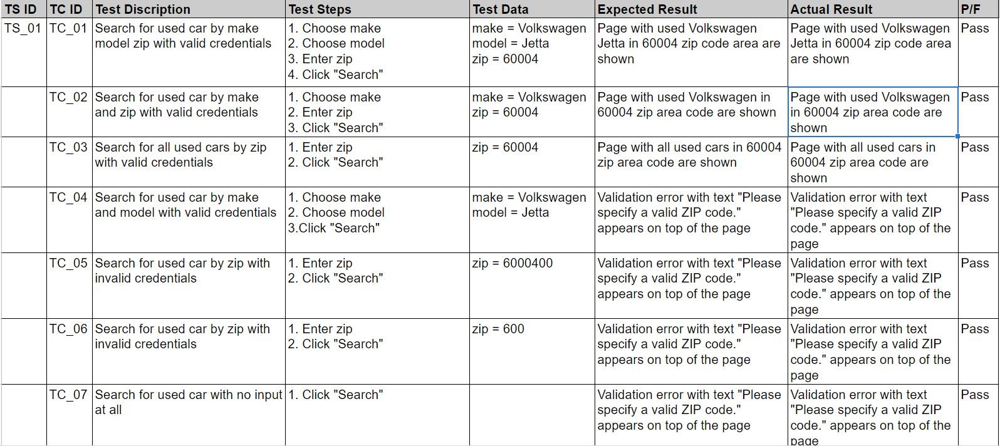 TS ID TC ID Test Discription Test Steps Test Data Expected Result Actual Result P/F
TS_01 TC_01 Search for used car by make 1. Choose make make = Volkswagen Page with used Volkswagen Page with used Volkswagen Pass
model zip with valid credentials 2. Choose model model = Jetta Jetta in 60004 zip code area are Jetta in 60004 zip code area
3. Enter zip zip = 60004 shown are shown
4. Click "Search"
TC_02 Search for used car by make 1. Choose make make = Volkswagen Page with used Volkswagen in Page with used Volkswagen Pass
and zip with valid credentials 2. Enter zip zip = 60004 60004 zip area code are shown in 60004 zip area code are
3. Click "Search" shown
TC_03 Search for all used cars by zip 1. Enter zip zip = 60004 Page with all used cars in 60004 Page with all used cars in Pass
with valid credentials 2. Click "Search" zip area code are shown 60004 zip area code are
shown
TC_04 Search for used car by make 1. Choose make make = Volkswagen Validation error with text "Please Validation error with text Pass
and model with valid credentials 2. Choose model model = Jetta specify a valid ZIP code." "Please specify a valid ZIP
3.Click "Search" appears on top of the page code." appears on top of the
page
TC_05 Search for used car by zip with 1. Enter zip zip = 6000400 Validation error with text "Please Validation error with text Pass
invalid credentials 2. Click "Search" specify a valid ZIP code." "Please specify a valid ZIP
appears on top of the page code." appears on top of the
page
TC_06 Search for used car by zip with 1. Enter zip zip = 600 Validation error with text "Please Validation error with text Pass
invalid credentials 2. Click "Search" specify a valid ZIP code." "Please specify a valid ZIP
appears on top of the page code." appears on top of the
page
TC_07 Search for used car with no input 1. Click "Search" Validation error with text "Please Validation error with text Pass
at all specify a valid ZIP code." "Please specify a valid ZIP
appears on top of the page code." appears on top of the
page